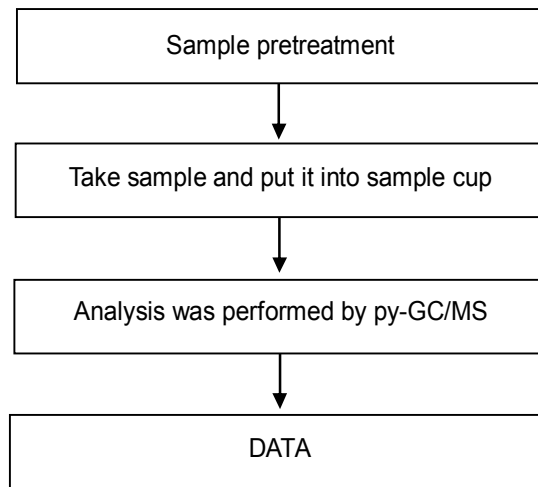 Sample pretreatment
Take sample and put it into sample cup
Analysis was performed by py-GC/MS
DATA